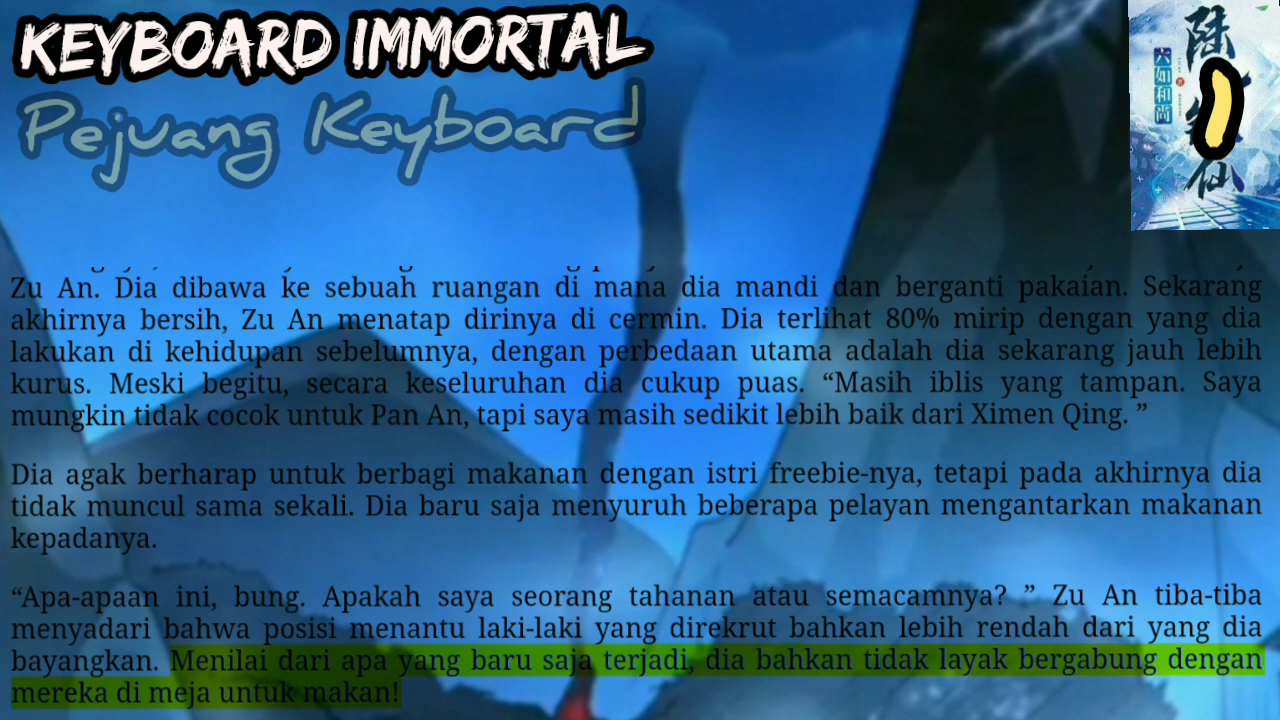 KEYBOARD IMMORTAL
Pejuang Keyboard
陆
仙
六如和尚
Zu An. Dia dibawa ke sebuah ruangan di mana dia mandi dan berganti pakaian. Sekarang
akhirnya bersih, Zu An menatap dirinya di cermin. Dia terlihat 80% mirip dengan yang dia
lakukan di kehidupan sebelumnya, dengan perbedaan utama adalah dia sekarang jauh lebih
kurus. Meski begitu, secara keseluruhan dia cukup puas. “Masih iblis yang tampan. Saya
mungkin tidak cocok untuk Pan An, tapi saya masih sedikit lebih baik dari Ximen Qing. ”
Dia agak berharap untuk berbagi makanan dengan istri freebie-nya, tetapi pada akhirnya dia
tidak muncul sama sekali. Dia baru saja menyuruh beberapa pelayan mengantarkan makanan
kepadanya.
“Apa-apaan ini, bung. Apakah saya seorang tahanan atau semacamnya? ” Zu An tiba-tiba
menyadari bahwa posisi menantu laki-laki yang direkrut bahkan lebih rendah dari yang dia
bayangkan. Menilai dari apa yang baru saja terjadi, dia bahkan tidak layak bergabung dengan
mereka di meja untuk makan!